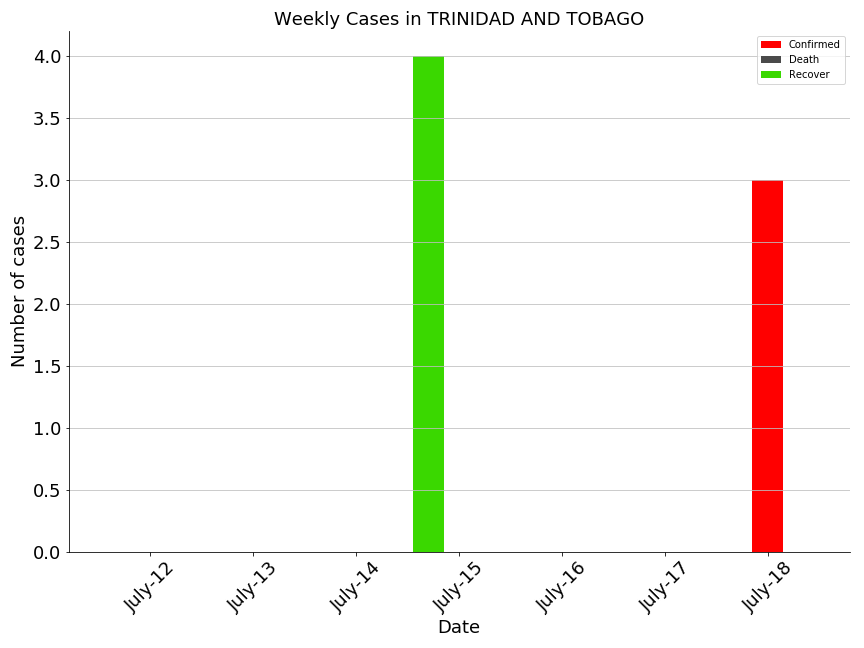 Weekly Cases in TRINIDAD AND TOBAGO
Confirmed
Death
Recover
Number of cases
4.0
3.5
3.0
2.5
2.0
1.5
1.0
0.5
0.0
July-12
July-13
July-14
July-15
July-16
July-17
July-18
Date